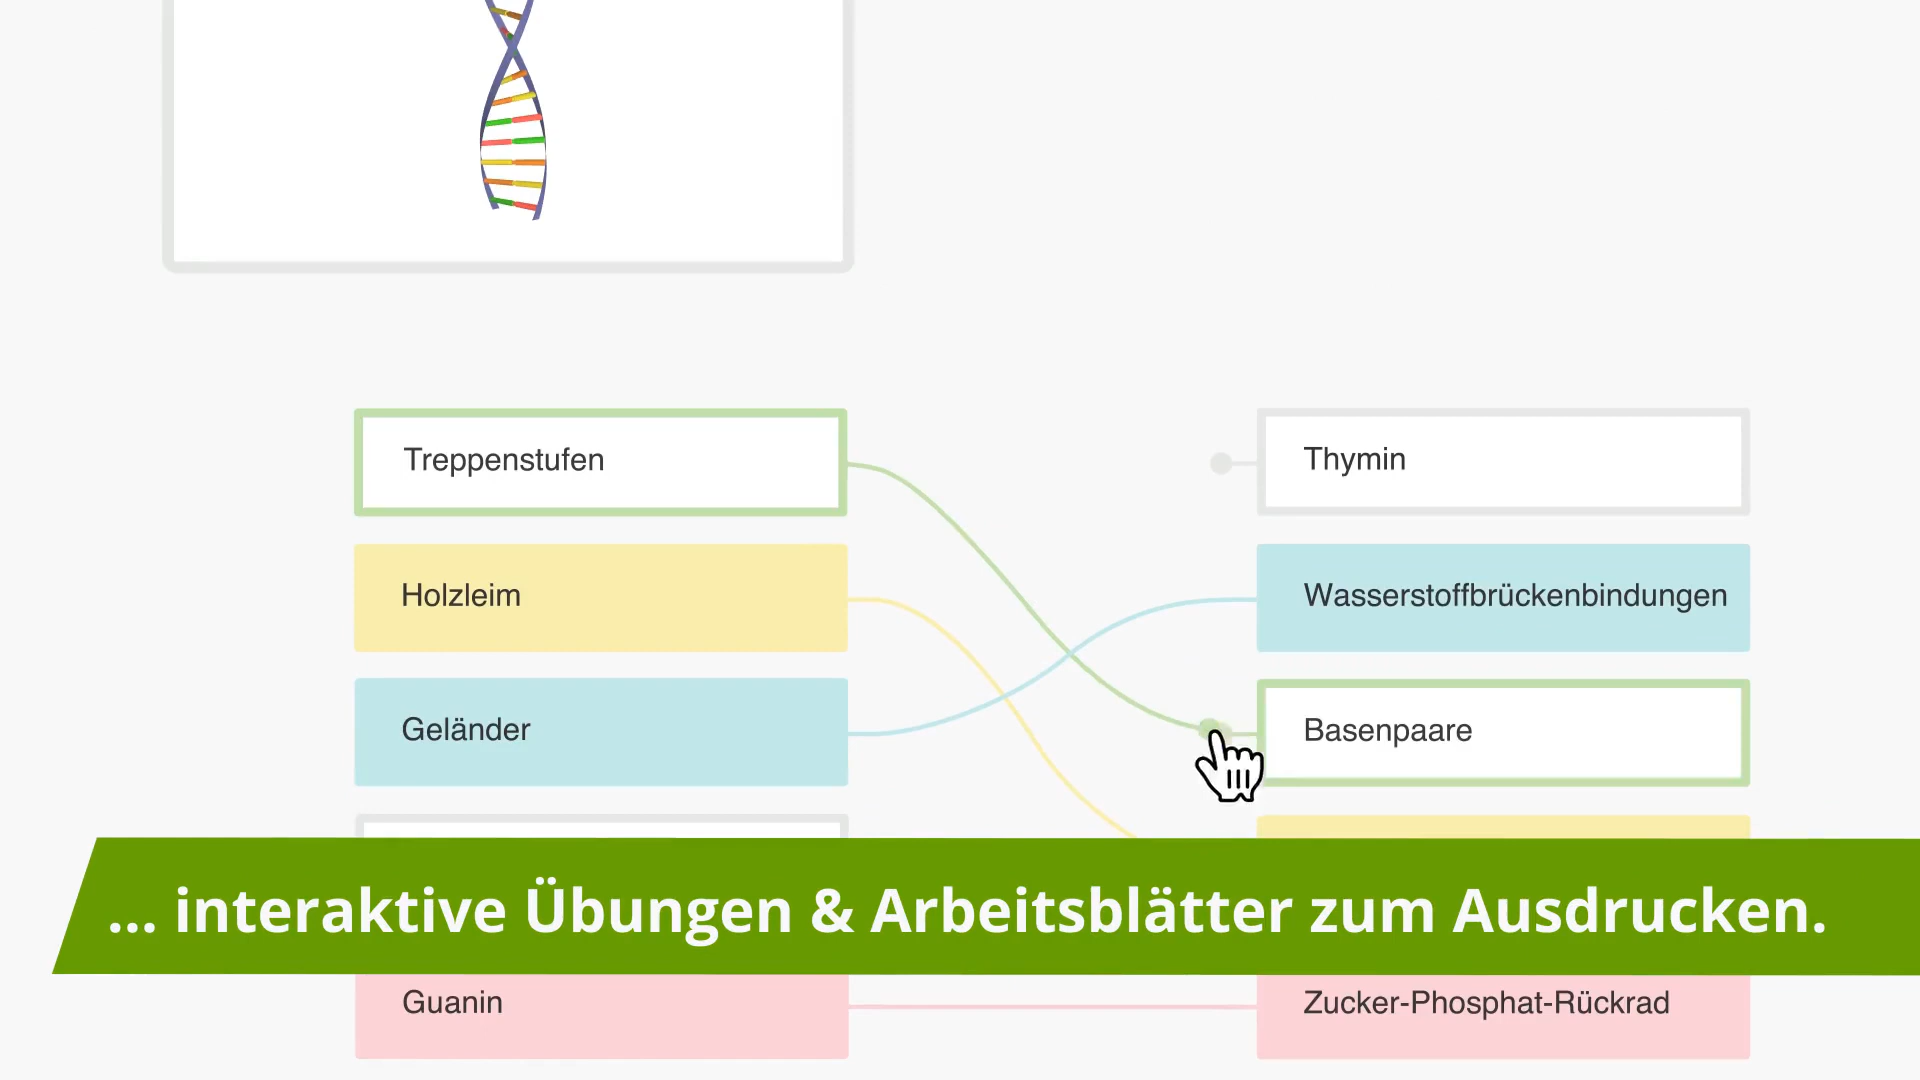 Treppenstufen
Thymin
Holzleim
Wasserstoffbrückenbindungen
Geländer
Basenpaare
... interaktive Übungen & Arbeitsblätter zum Ausdrucken.
Guanin
Zucker-Phosphat-Rückrad